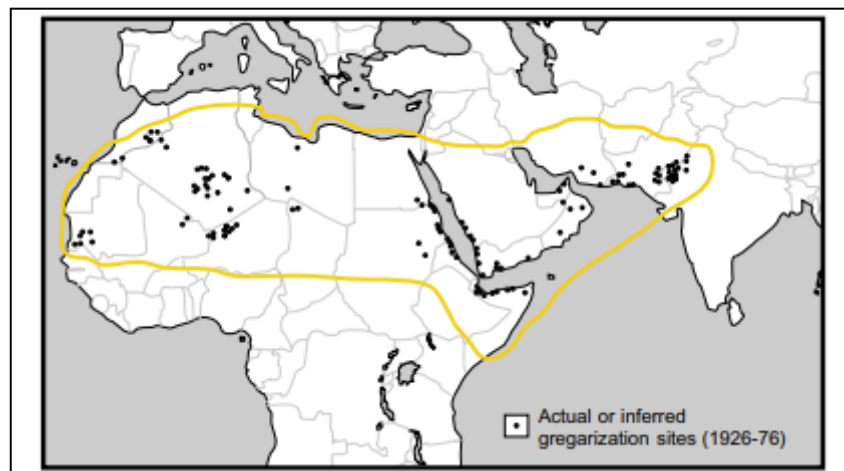 Actual or inferred
gregarization sites (1926-76)